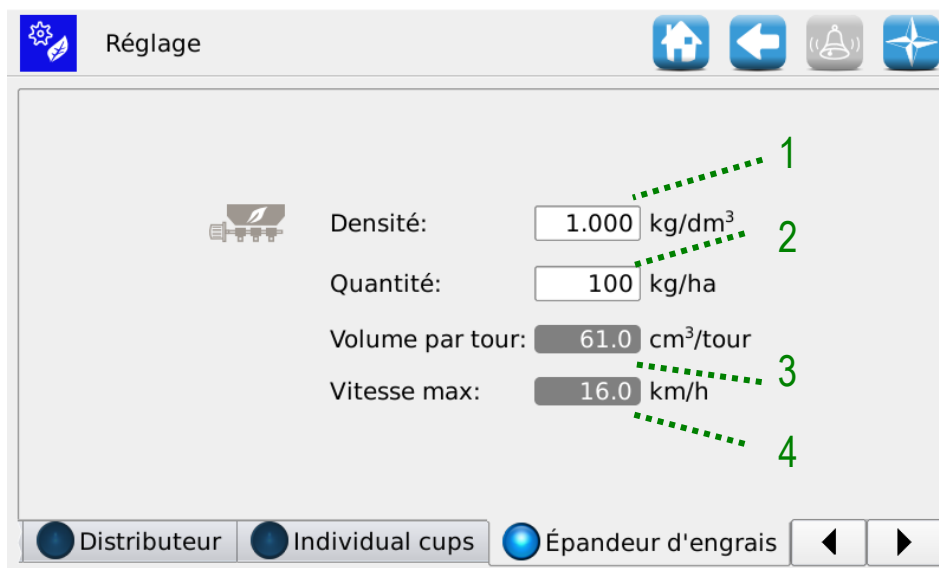 Réglage
1
Densité: 1.000 kg/dm³
2
Quantité: 100 kg/ha
Volume par tour: 61.0 cm³/tour
3
Vitesse max: 16.0 km/h
4
Distributeur Individual cups Épandeur d'engrais